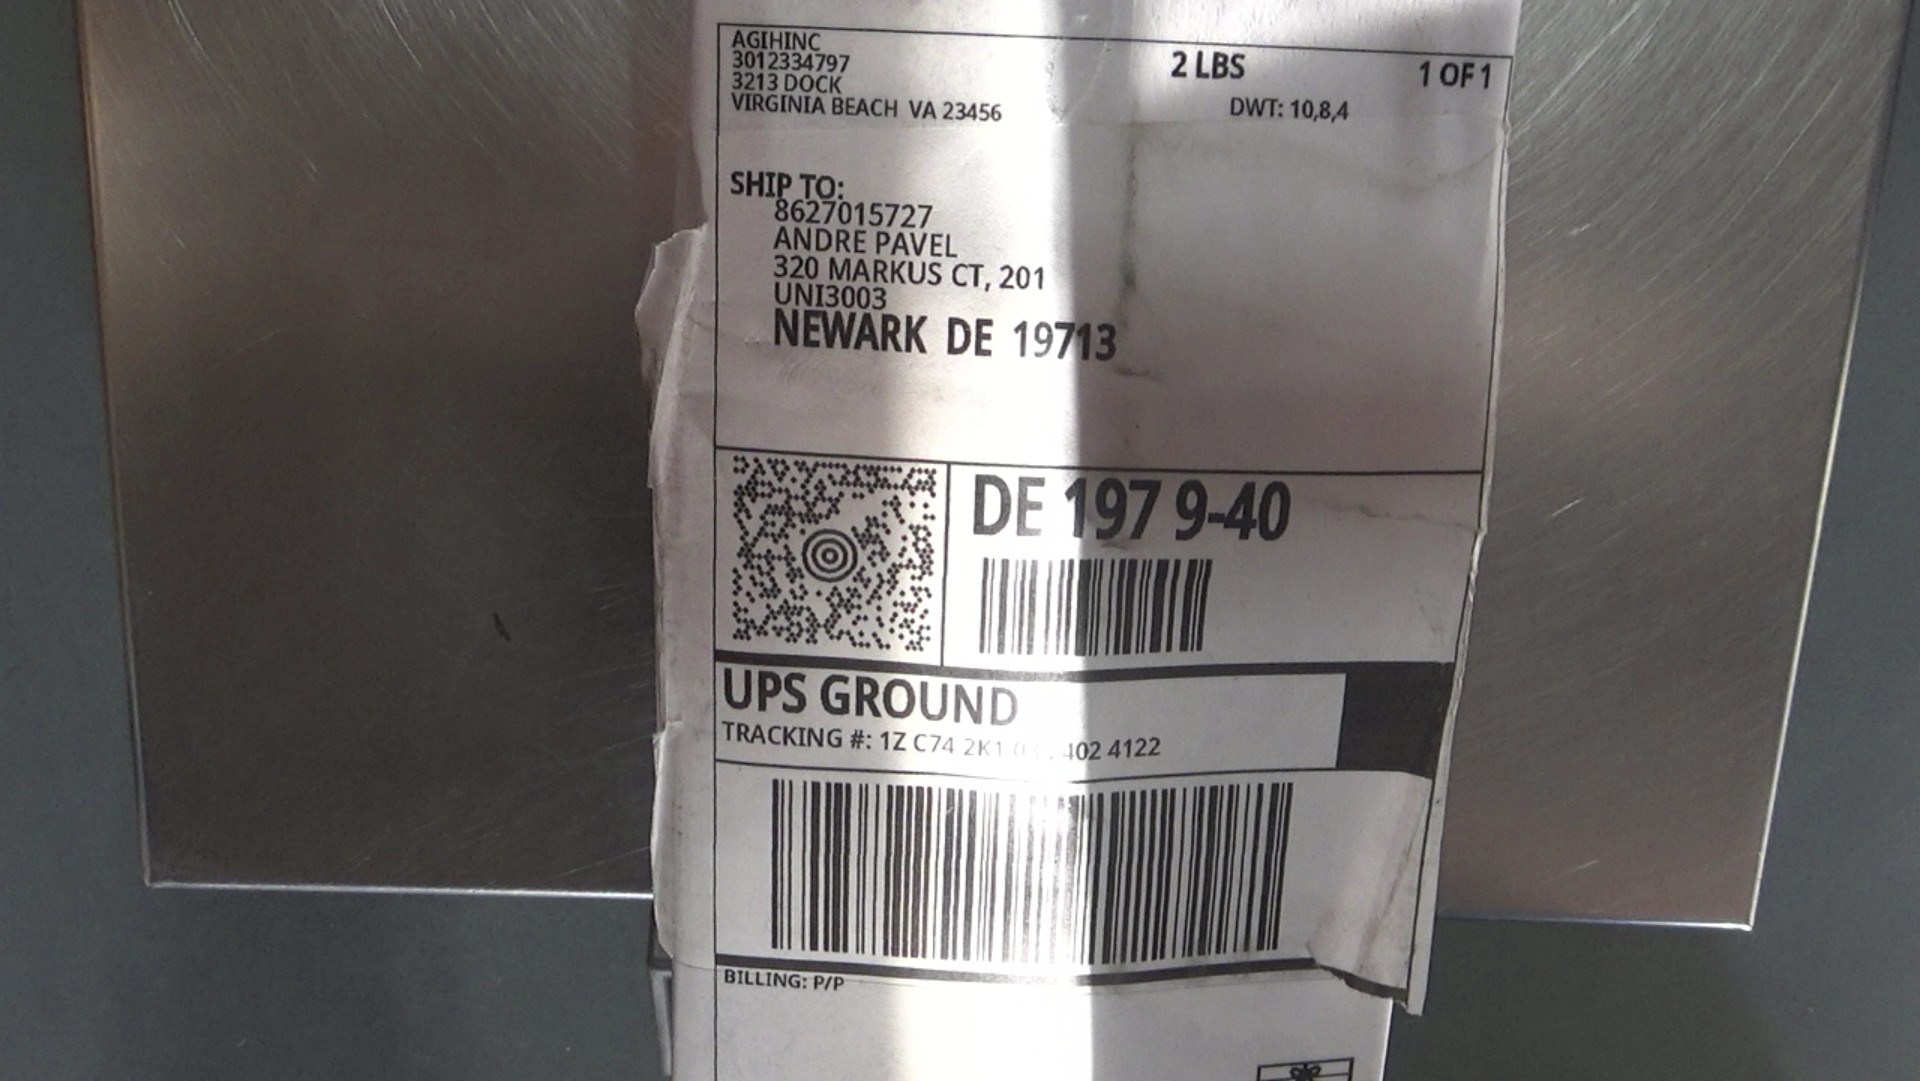 AGIHINC
3012334797
3213 DOCK
VIRGINIA BEACH VA 23456
2 LBS
1 OF 1
DWT: 10,8,4
SHIP TO:
8627015727
ANDRE PAVEL
320 MARKUS CT, 201
UNI3003
NEWARK DE 19713
DE 197 9-40
UPS GROUND
TRACKING #: 1Z C74 2K1 402 4122
BILLING: P/P